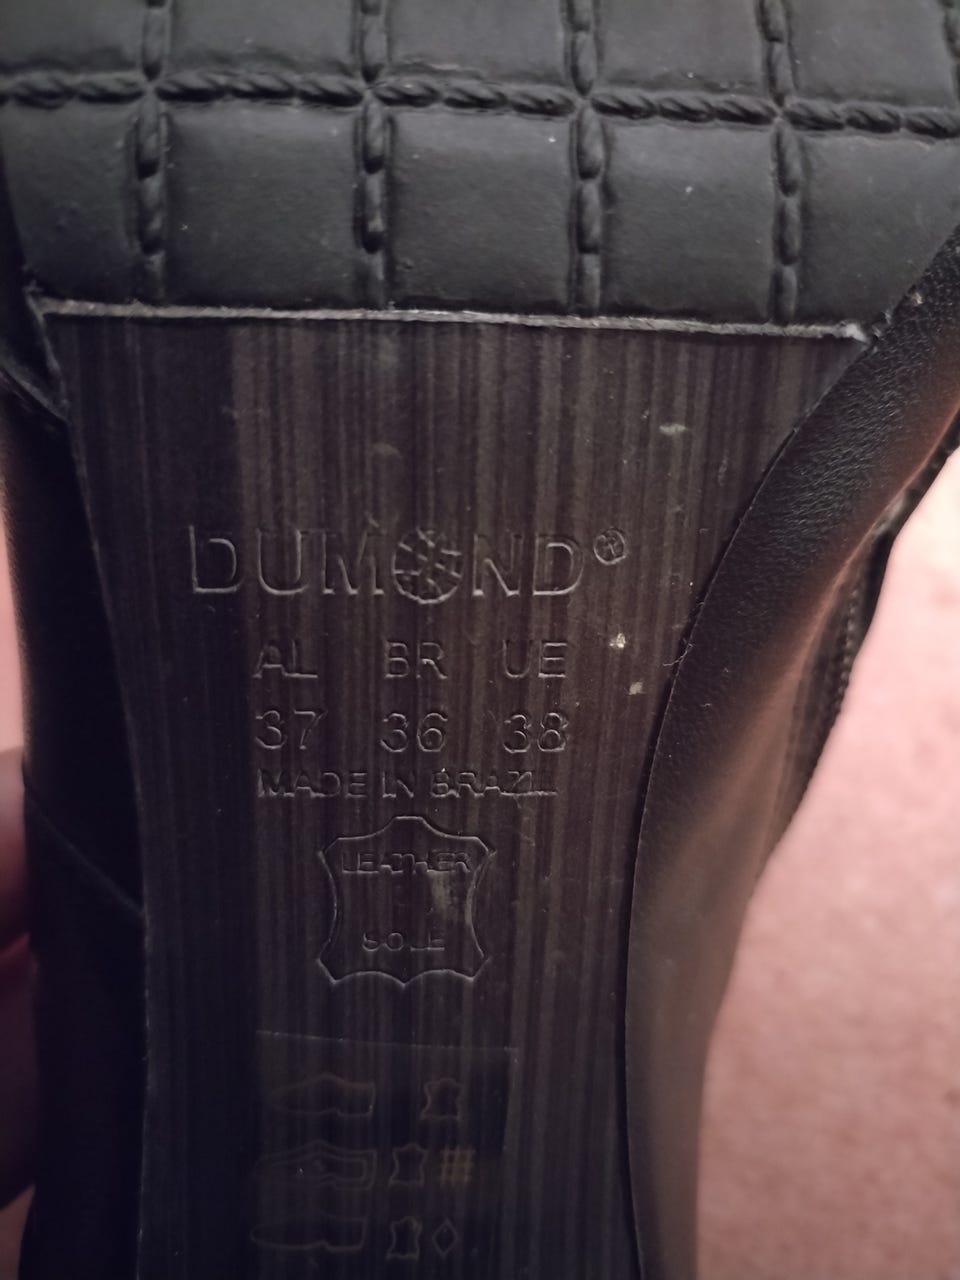 DUMOND®
AL BR UE
37 36 38
MADE IN BRAZIL
LEATHER
SOLE